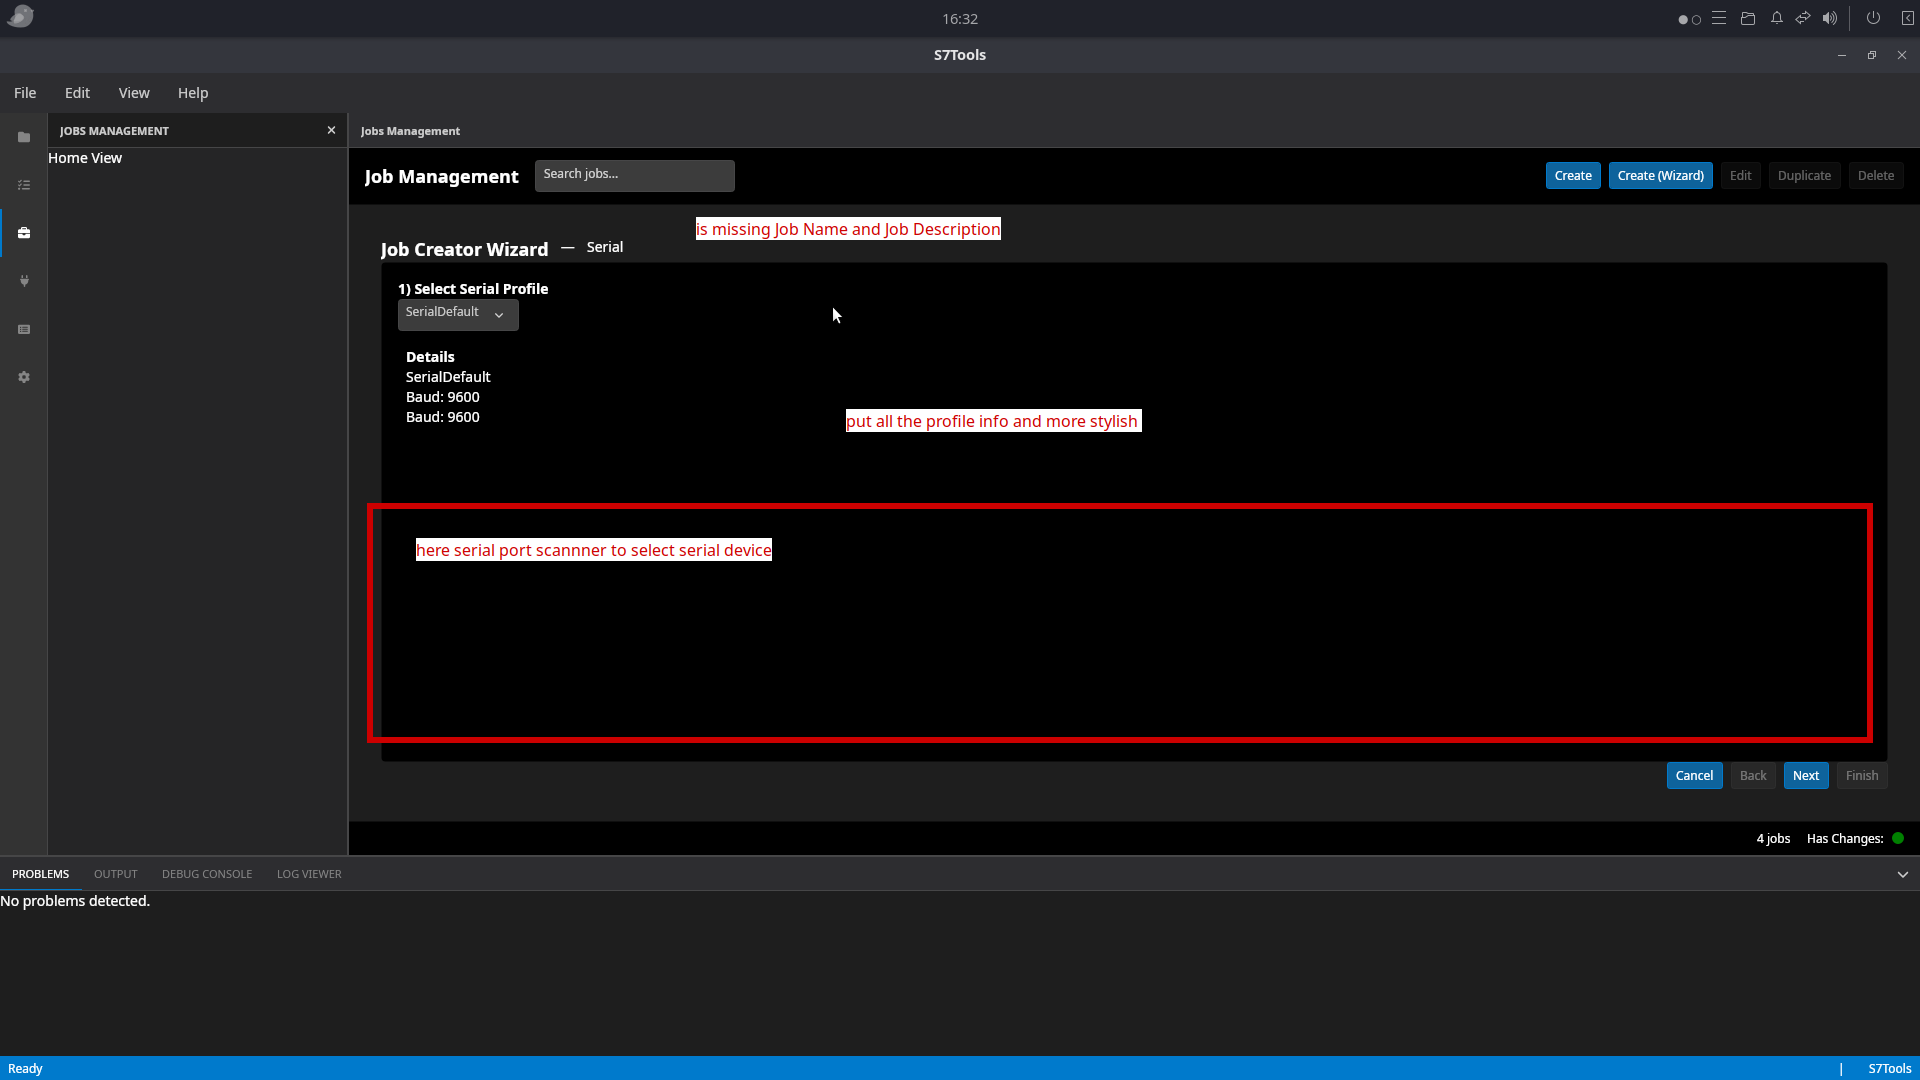 16:32
S7Tools
File Edit View Help
JOBS MANAGEMENT
Jobs Management
Home View
Job Management
Search jobs...
Create Create (Wizard) Edit Duplicate Delete
is missing Job Name and Job Description
Job Creator Wizard — Serial
1) Select Serial Profile
SerialDefault
Details
SerialDefault
Baud: 9600
Baud: 9600
put all the profile info and more stylish
here serial port scannner to select serial device
Cancel Back Next Finish
4 jobs Has Changes:
PROBLEMS OUTPUT DEBUG CONSOLE LOG VIEWER
No problems detected.
Ready | S7Tools